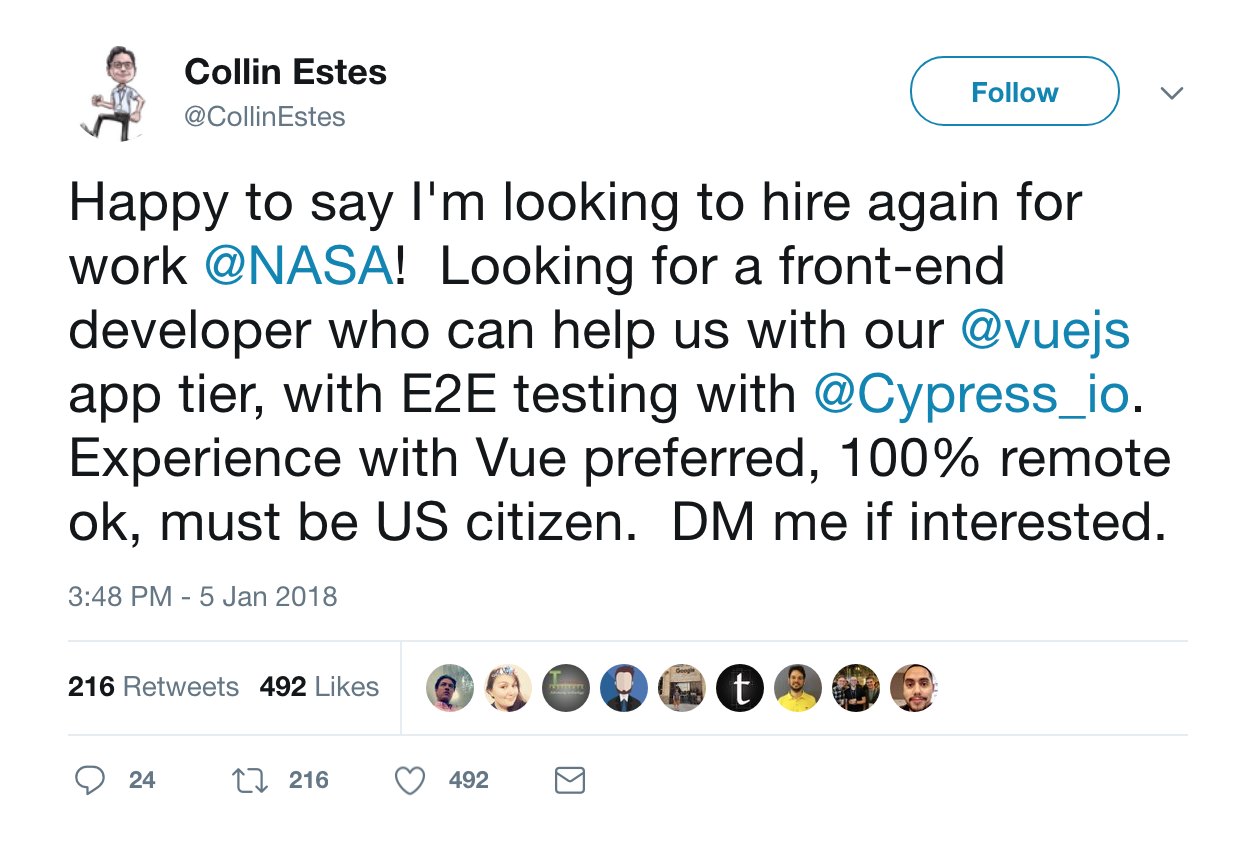 Collin Estes
@CollinEstes
Follow
Happy to say I'm looking to hire again for
work @NASA!  Looking for a front-end
developer who can help us with our @vuejs
app tier, with E2E testing with @Cypress_io.
Experience with Vue preferred, 100% remote
ok, must be US citizen.  DM me if interested.
3:48 PM - 5 Jan 2018
216 Retweets 492 Likes
Google
t
24 216 492